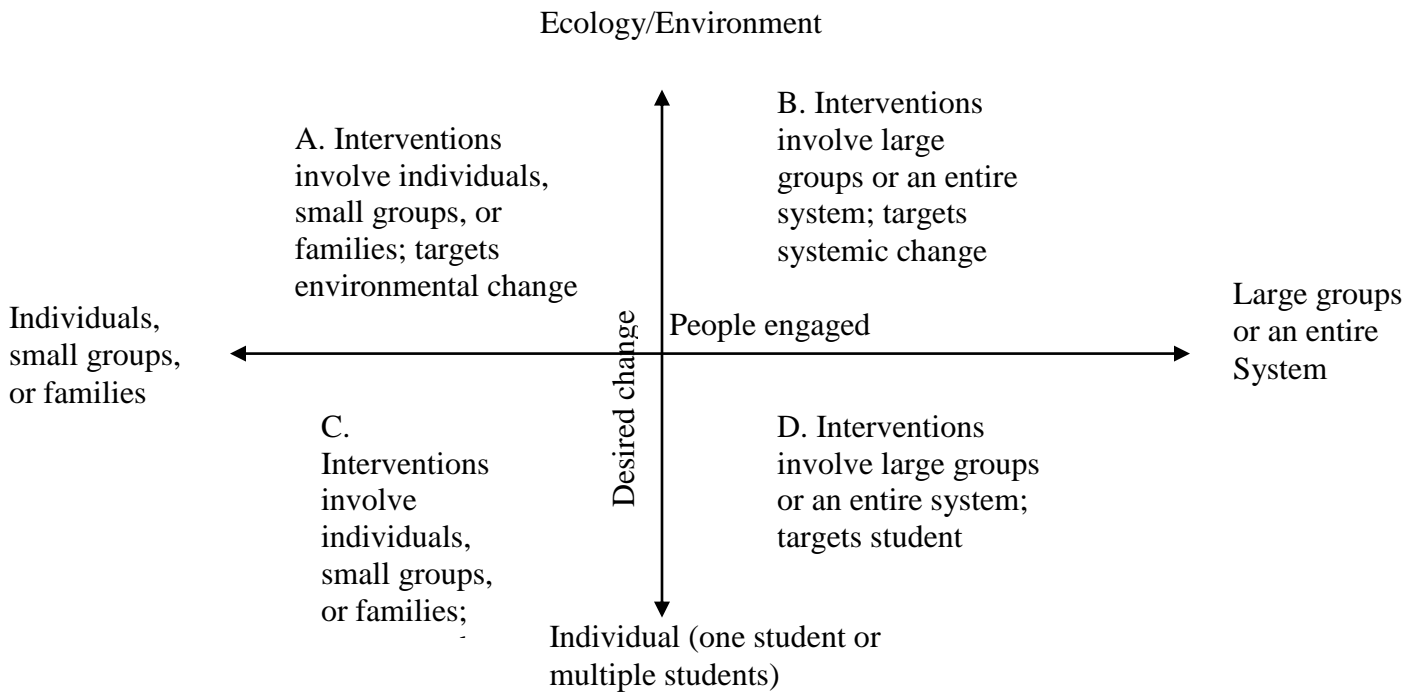 Ecology/Environment
A. Interventions
involve individuals,
small groups, or
families; targets
environmental change
B. Interventions
involve large
groups or an entire
system; targets
systemic change
Individuals,
small groups,
or families
People engaged
Desired change
Large groups
or an entire
System
C.
Interventions
involve
individuals,
small groups,
or families;
D. Interventions
involve large groups
or an entire system;
targets student
Individual (one student or
multiple students)